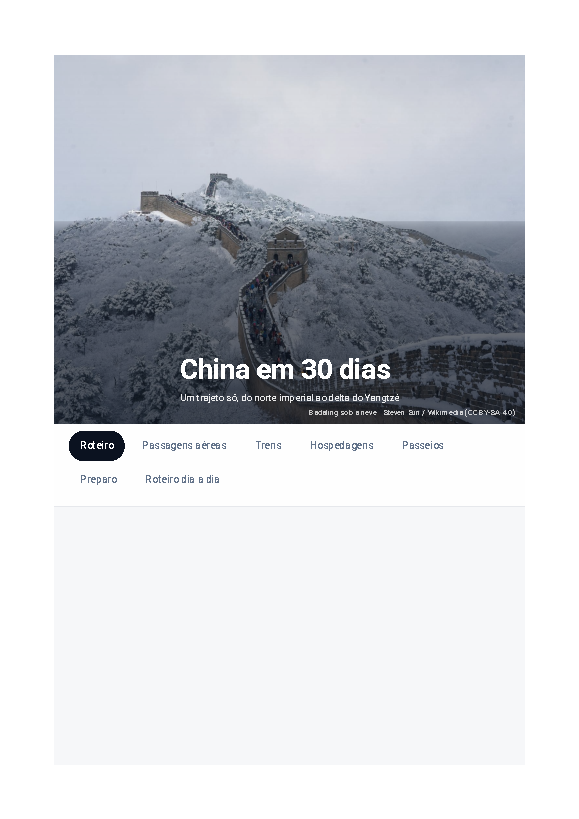 China em 30 dias
Um trajeto só, do norte imperial ao delta do Yangtzé
Badaling sob a neve Steven Sun / Wikimedia (CC BY-SA 4.0)
Roteiro Passagens aéreas Trens Hospedagens Passeios
Preparo Roteiro dia a dia